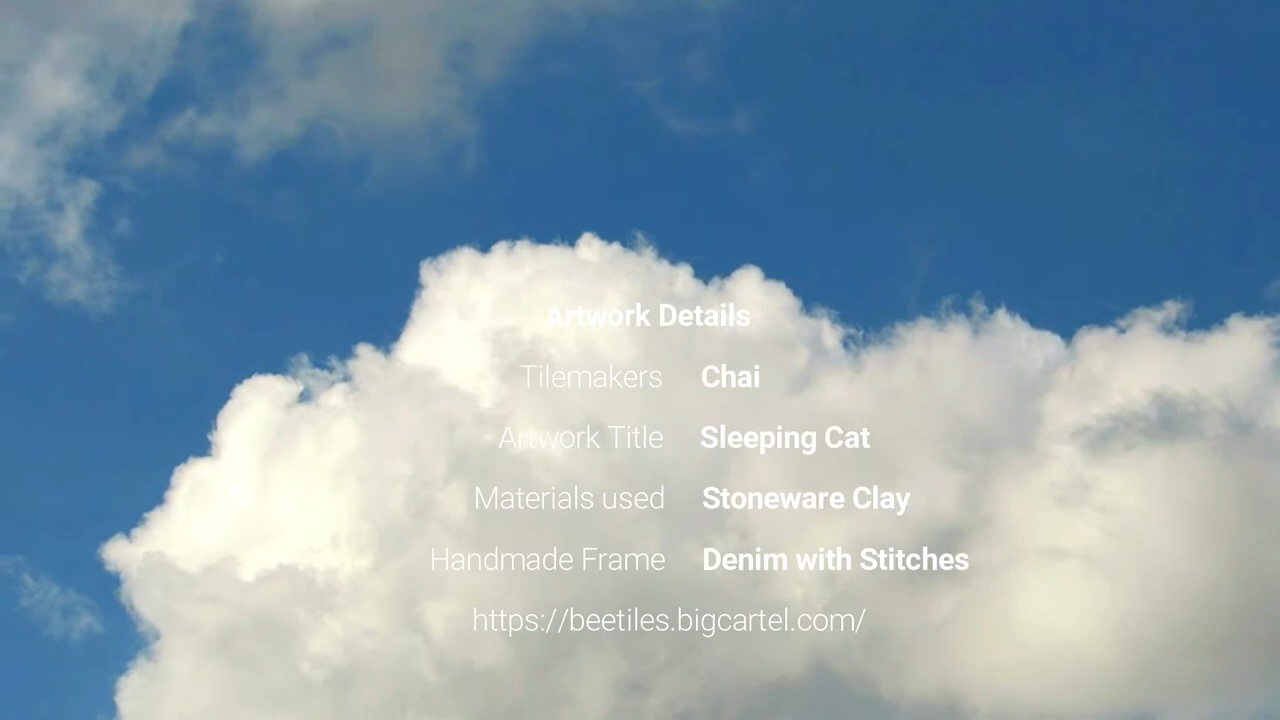 Artwork Details
Tilemakers Chai
Artwork Title Sleeping Cat
Materials used Stoneware Clay
Handmade Frame Denim with Stitches
https://beetiles.bigcartel.com/